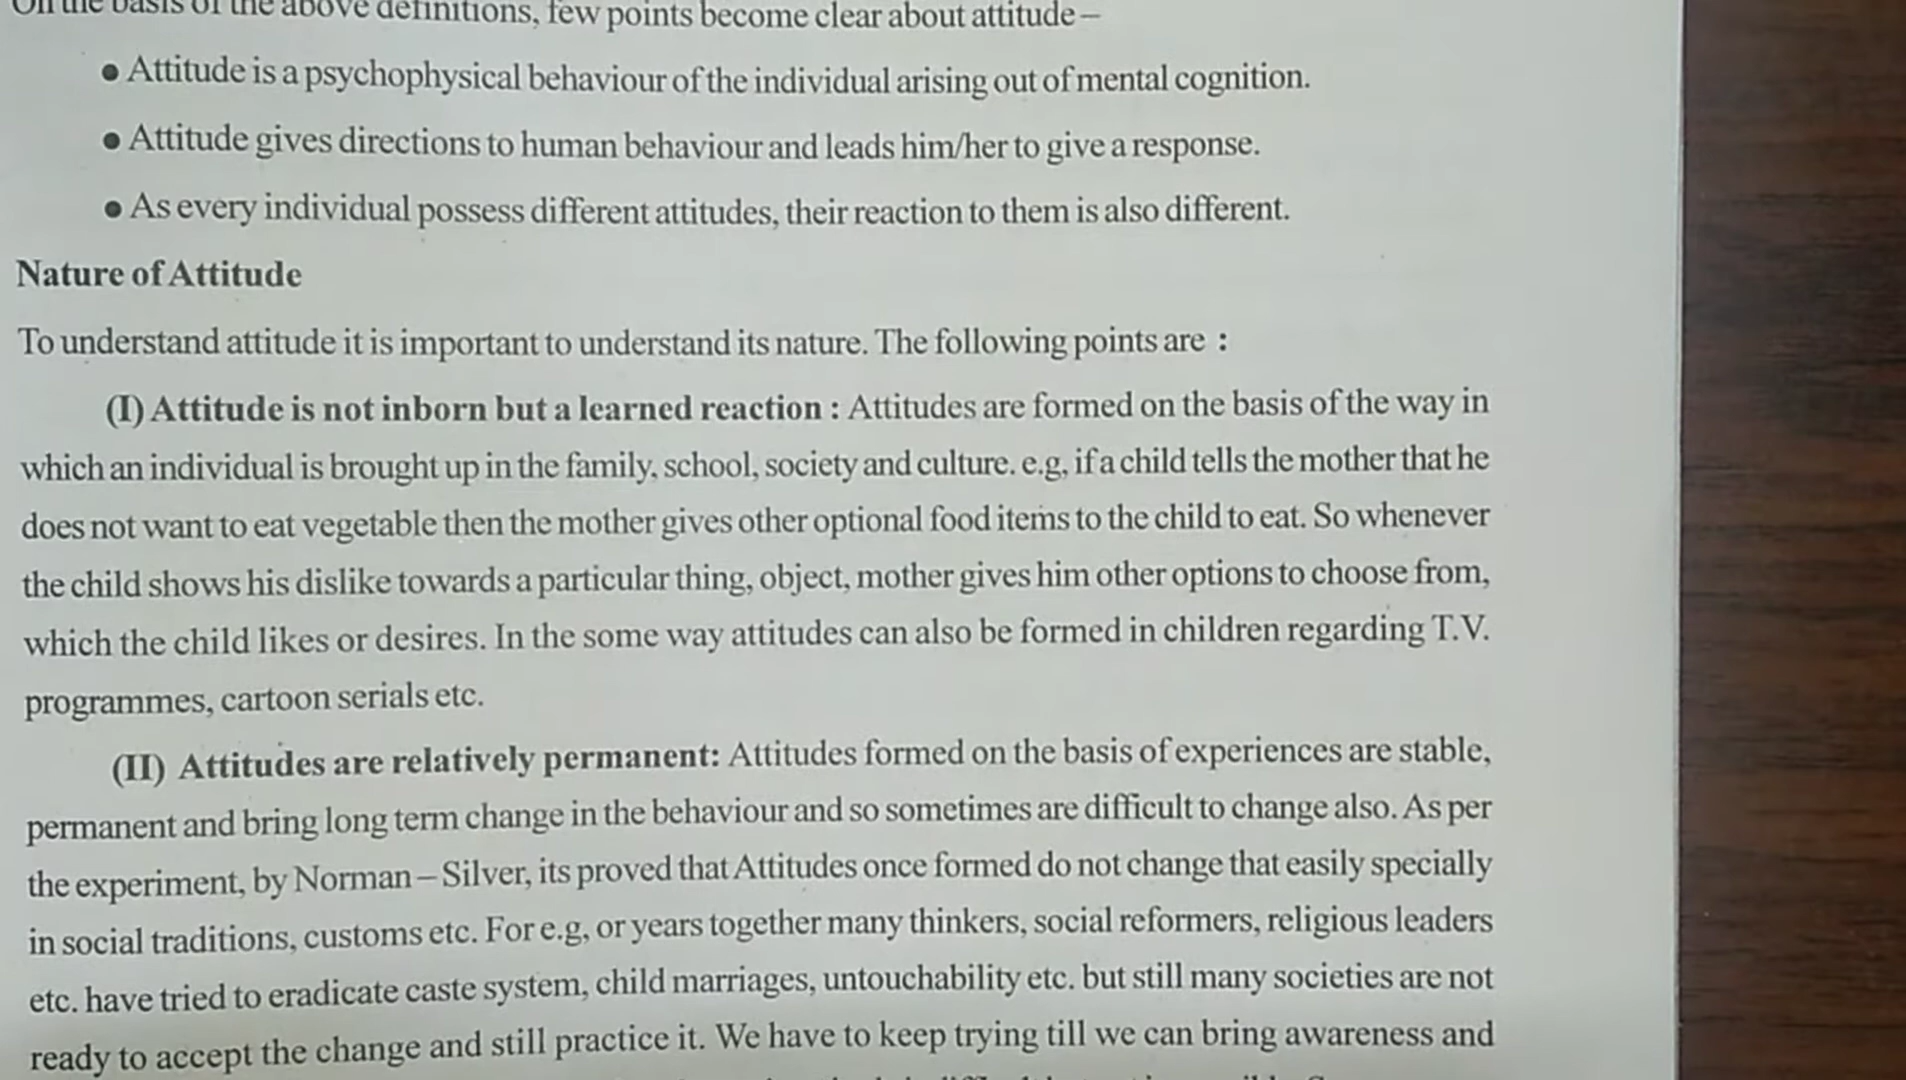 On the basis of the above definitions, few points become clear about attitude –
• Attitude is a psychophysical behaviour of the individual arising out of mental cognition.
• Attitude gives directions to human behaviour and leads him/her to give a response.
• As every individual possess different attitudes, their reaction to them is also different.
Nature of Attitude
To understand attitude it is important to understand its nature. The following points are :
(I) Attitude is not inborn but a learned reaction : Attitudes are formed on the basis of the way in
which an individual is brought up in the family, school, society and culture. e.g, if a child tells the mother that he
does not want to eat vegetable then the mother gives other optional food items to the child to eat. So whenever
the child shows his dislike towards a particular thing, object, mother gives him other options to choose from,
which the child likes or desires. In the some way attitudes can also be formed in children regarding T.V.
programmes, cartoon serials etc.
(II) Attitudes are relatively permanent: Attitudes formed on the basis of experiences are stable,
permanent and bring long term change in the behaviour and so sometimes are difficult to change also. As per
the experiment, by Norman – Silver, its proved that Attitudes once formed do not change that easily specially
in social traditions, customs etc. For e.g, or years together many thinkers, social reformers, religious leaders
etc. have tried to eradicate caste system, child marriages, untouchability etc. but still many societies are not
ready to accept the change and still practice it. We have to keep trying till we can bring awareness and